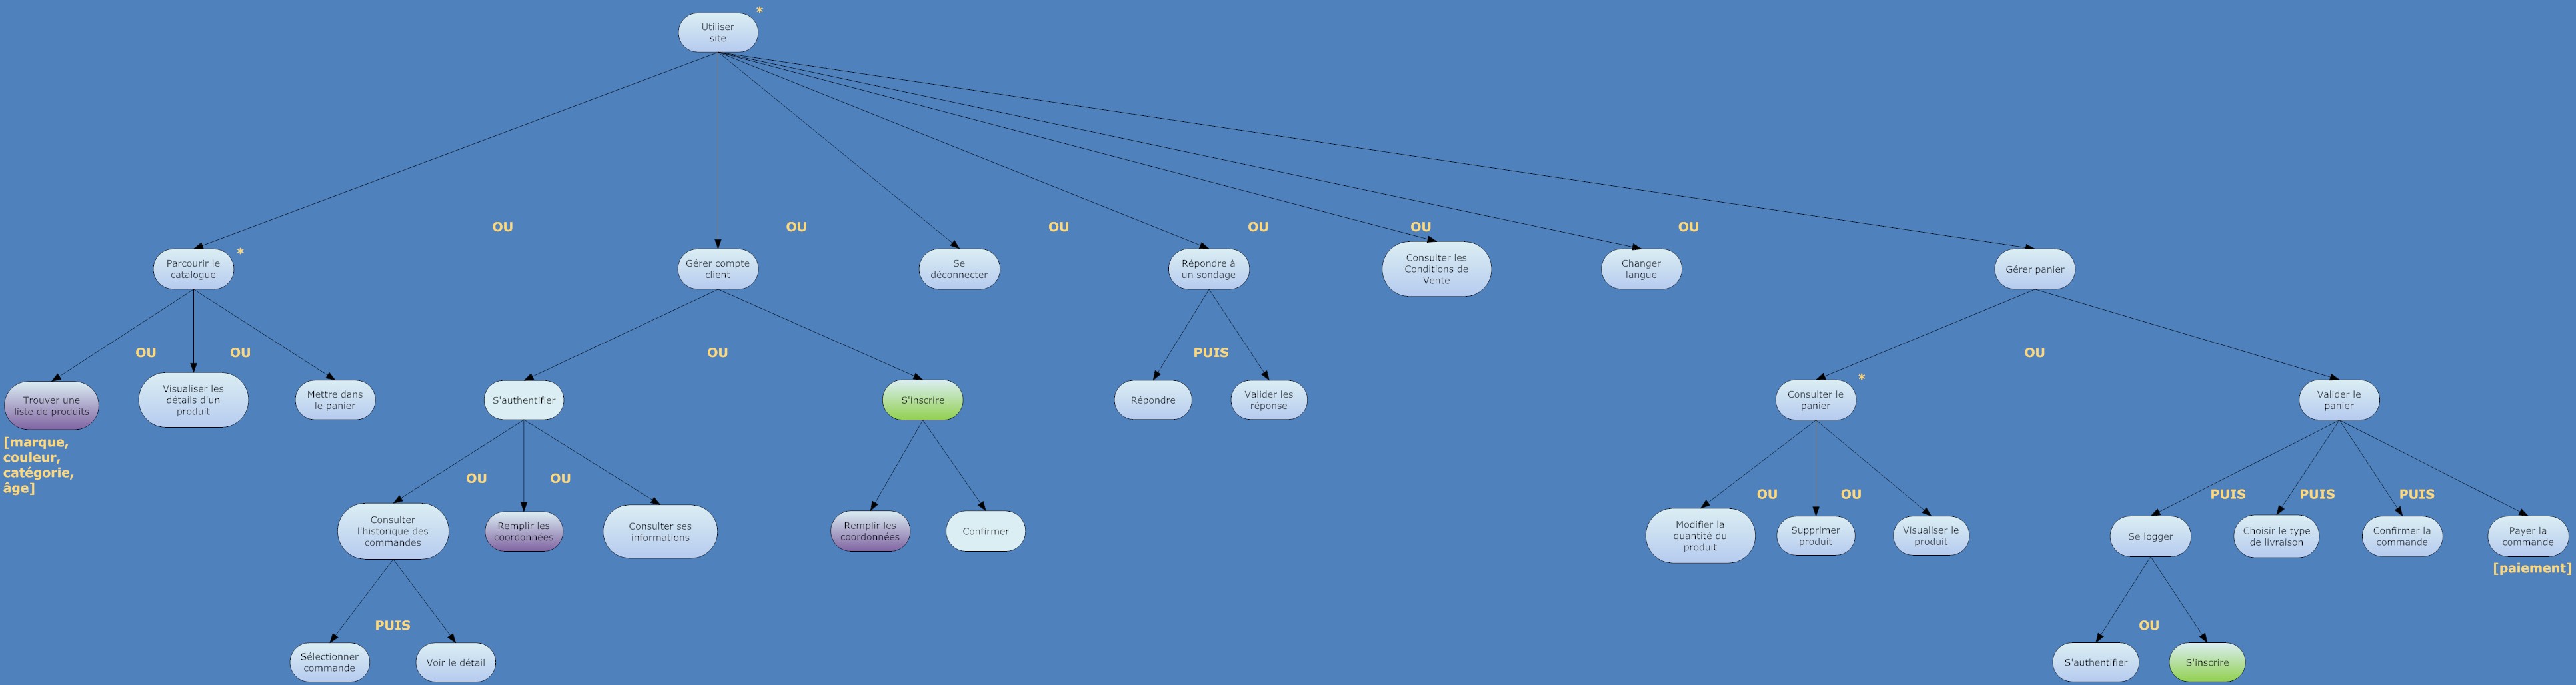 Utiliser
site
*
OU
OU
OU
OU
OU
OU
Parcourir le
catalogue
*
Gérer compte
client
Se
déconnecter
Répondre à
un sondage
Consulter les
Conditions de
Vente
Changer
langue
Gérer panier
OU
OU
OU
PUIS
OU
Trouver une
liste de produits
[marque,
couleur,
catégorie,
âge]
Visualiser les
détails d'un
produit
Mettre dans
le panier
S'authentifier
S'inscrire
Répondre
Valider les
réponse
Consulter le
panier
*
Valider le
panier
OU
OU
OU
OU
PUIS
PUIS
PUIS
Consulter
l'historique des
commandes
Remplir les
coordonnées
Consulter ses
informations
Remplir les
coordonnées
Confirmer
Modifier la
quantité du
produit
Supprimer
produit
Visualiser le
produit
Se logger
Choisir le type
de livraison
Confirmer la
commande
Payer la
commande
[paiement]
PUIS
OU
Sélectionner
commande
Voir le détail
S'authentifier
S'inscrire